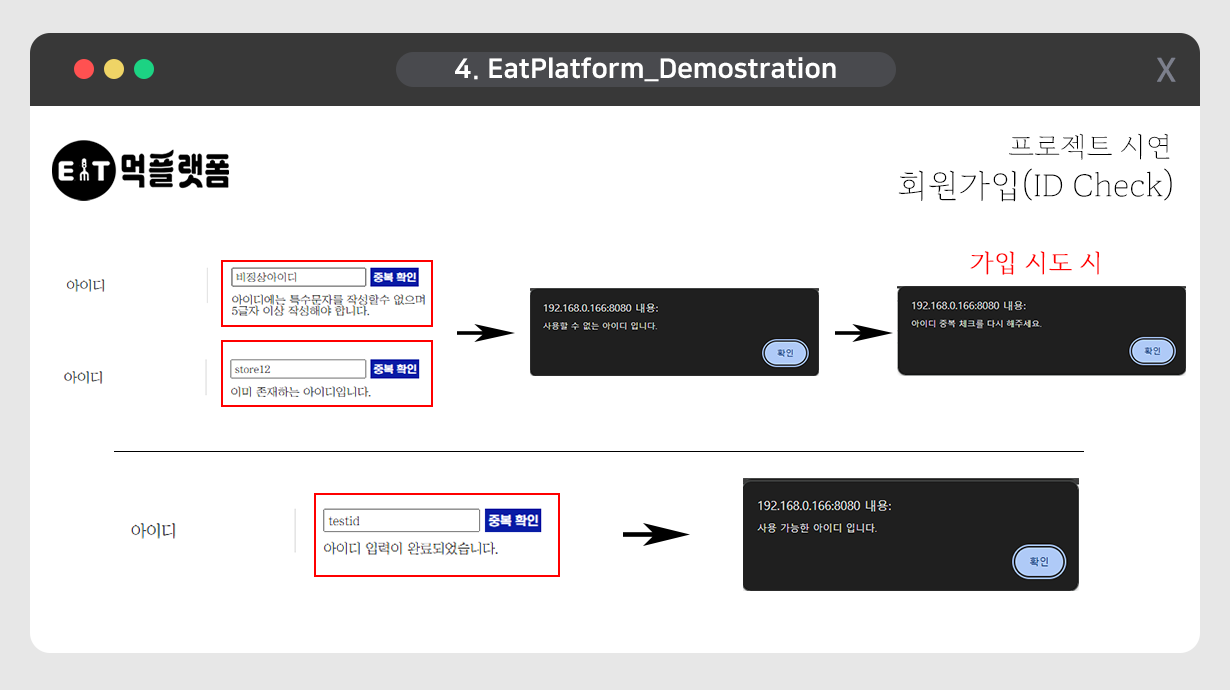 4. EatPlatform_Demostration
X
EAT 먹플랫폼
프로젝트 시연
회원가입(ID Check)
아이디
비정상아이디
중복 확인
아이디에는 특수문자를 작성할수 없으며
5글자 이상 작성해야 합니다.
아이디
store12
중복 확인
이미 존재하는 아이디입니다.
192.168.0.166:8080 내용:
사용할 수 없는 아이디 입니다.
확인
가입 시도 시
192.168.0.166:8080 내용:
아이디 중복 체크를 다시 해주세요.
확인
아이디
testid
중복 확인
아이디 입력이 완료되었습니다.
192.168.0.166:8080 내용:
사용 가능한 아이디 입니다.
확인